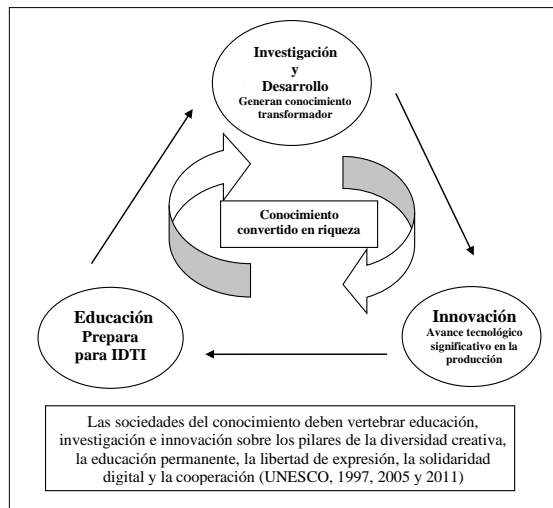 Investigación
y
Desarrollo
Generan conocimiento
transformador
Conocimiento
convertido en riqueza
Educación
Prepara
para IDTI
Innovación
Avance tecnológico
significativo en la
producción
Las sociedades del conocimiento deben vertebrar educación,
investigación e innovación sobre los pilares de la diversidad creativa,
la educación permanente, la libertad de expresión, la solidaridad
digital y la cooperación (UNESCO, 1997, 2005 y 2011)